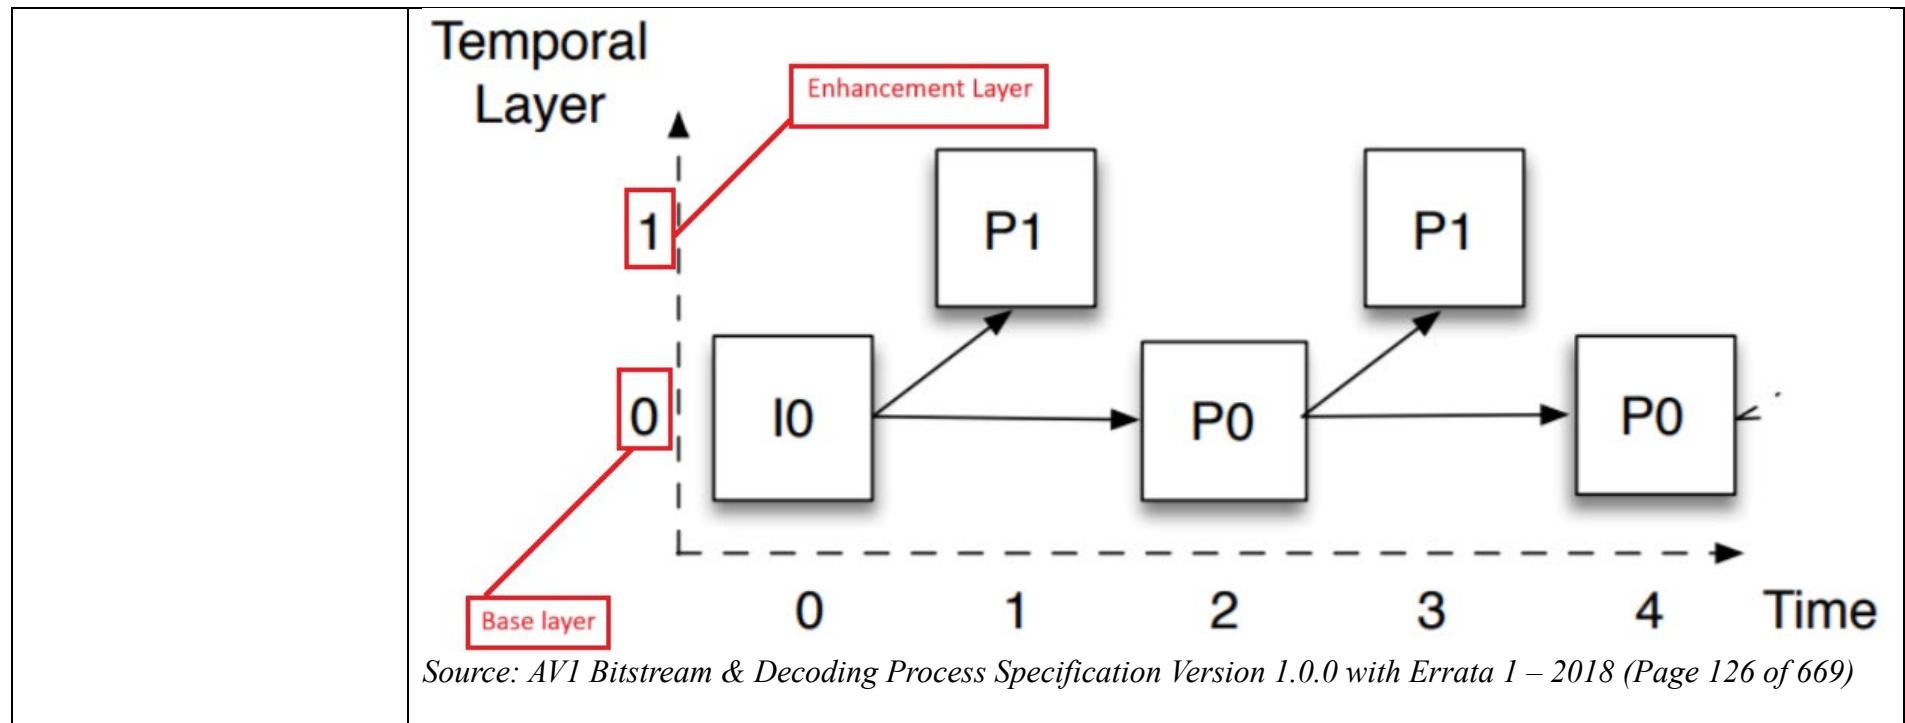 Temporal
Layer
Enhancement Layer
1
P1
P1
0
I0
P0
P0
Base layer
0 1 2 3 4 Time
Source: AV1 Bitstream & Decoding Process Specification Version 1.0.0 with Errata 1 – 2018 (Page 126 of 669)